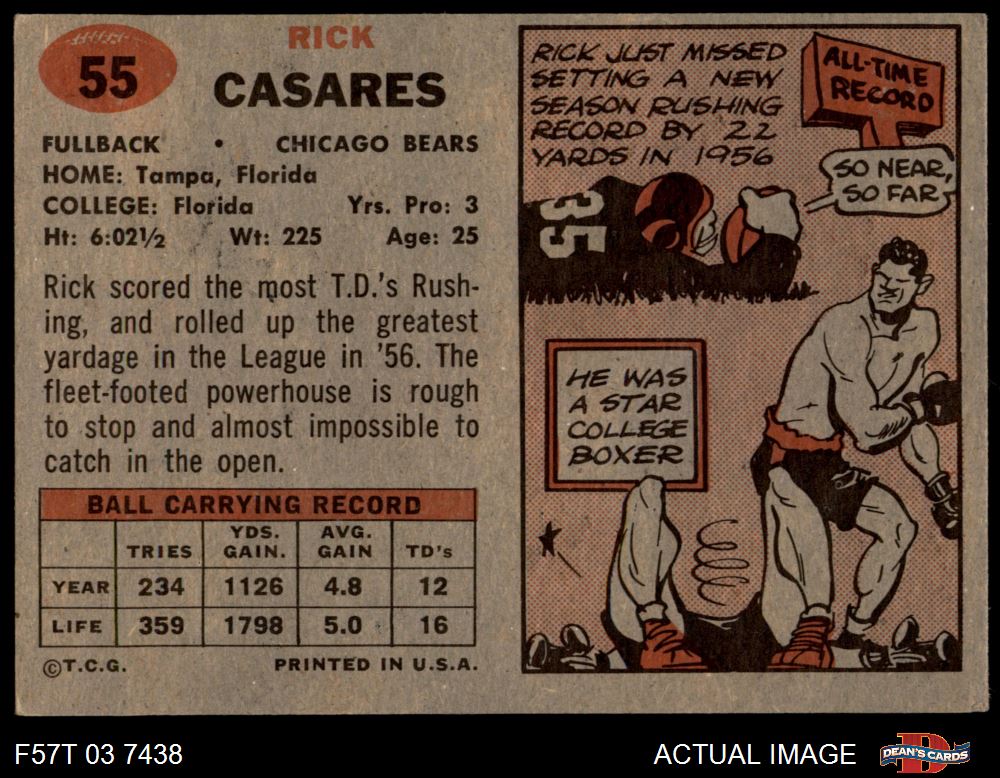 55
RICK
CASARES
FULLBACK • CHICAGO BEARS
HOME: Tampa, Florida
COLLEGE: Florida Yrs. Pro: 3
Ht: 6:02½ Wt: 225 Age: 25
Rick scored the most T.D.'s Rush-
ing, and rolled up the greatest
yardage in the League in '56. The
fleet-footed powerhouse is rough
to stop and almost impossible to
catch in the open.
BALL CARRYING RECORD
TRIES YDS. GAIN. AVG. GAIN TD's
YEAR 234 1126 4.8 12
LIFE 359 1798 5.0 16
©T.C.G. PRINTED IN U.S.A.
RICK JUST MISSED
SETTING A NEW
SEASON RUSHING
RECORD BY 22
YARDS IN 1956
ALL-TIME
RECORD
SO NEAR,
SO FAR
35
HE WAS
A STAR
COLLEGE
BOXER
F57T 03 7438 ACTUAL IMAGE
DEAN'S CARDS